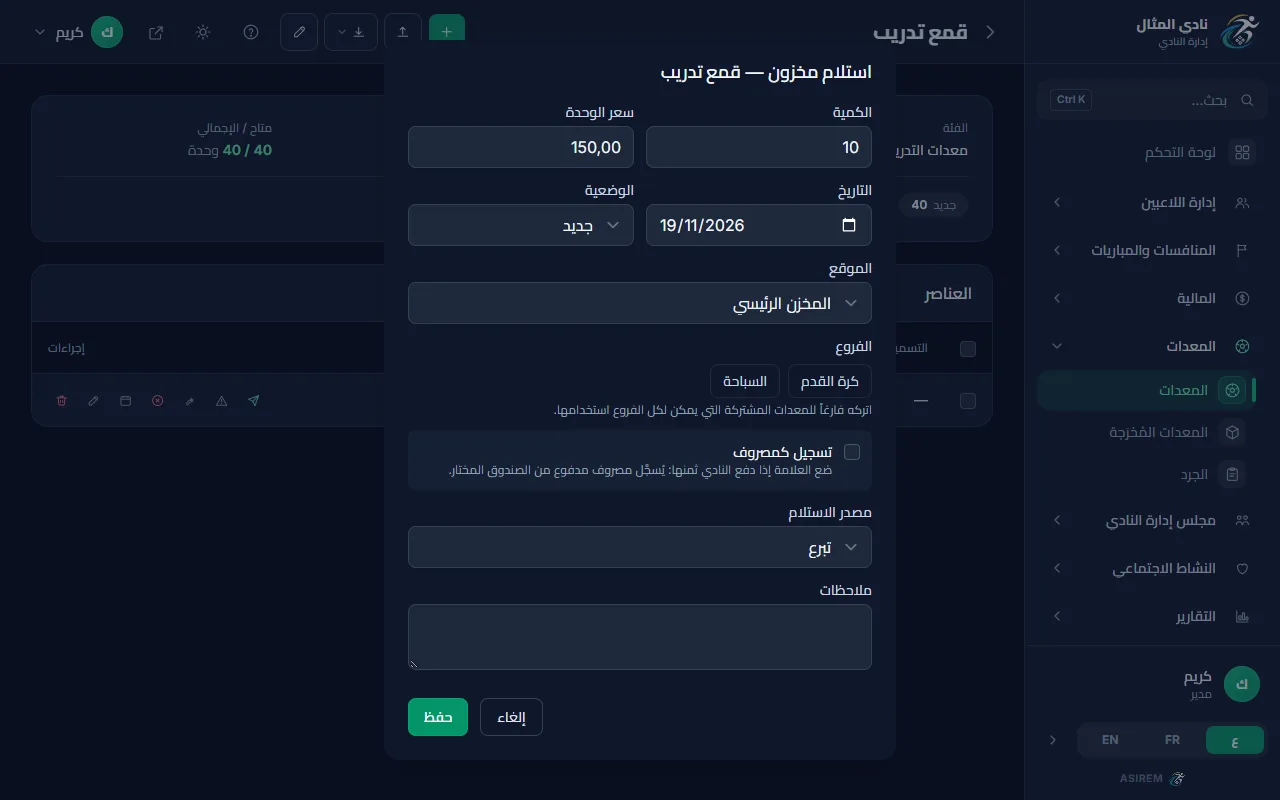 نادي المثال
إدارة النادي
بحث...
Ctrl K
لوحة التحكم
إدارة اللاعبين
المنافسات والمباريات
المالية
المعدات
المعدات
المعدات المُخرَجة
الجرد
مجلس إدارة النادي
النشاط الاجتماعي
التقارير
كريم
مدير
ك
ع
FR
EN
ASIREM
قمع تدريب
ك
كريم
الفئة
معدات التدري
جديد 40
متاح / الإجمالي
40 / 40 وحدة
العناصر
إجراءات
—
استلام مخزون — قمع تدريب
الكمية
سعر الوحدة
10
150,00
التاريخ
الوضعية
19/11/2026
جديد
الموقع
المخزن الرئيسي
الفروع
كرة القدم
السباحة
اتركه فارغاً للمعدات المشتركة التي يمكن لكل الفروع استخدامها.
تسجيل كمصروف
ضع العلامة إذا دفع النادي ثمنها: يُسجَّل مصروف مدفوع من الصندوق المختار.
مصدر الاستلام
تبرع
ملاحظات
إلغاء
حفظ